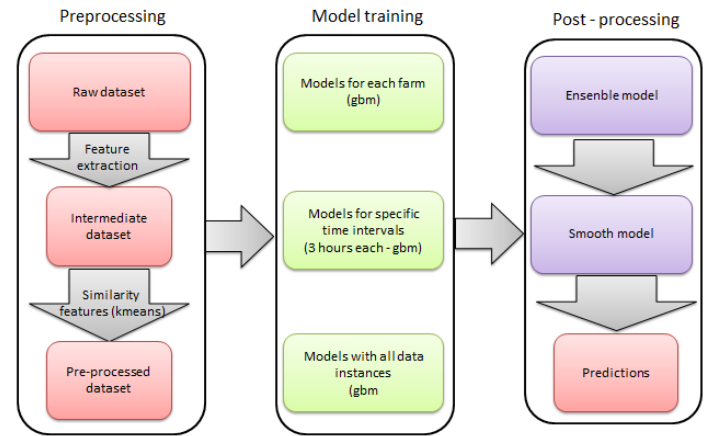 Preprocessing
Raw dataset
Feature
extraction
Intermediate
dataset
Similarity
features (kmeans)
Pre-processed
dataset
Model training
Models for each farm
(gbm)
Models for specific
time intervals
(3 hours each - gbm)
Models with all data
instances
(gbm
Post - processing
Ensenble model
Smooth model
Predictions